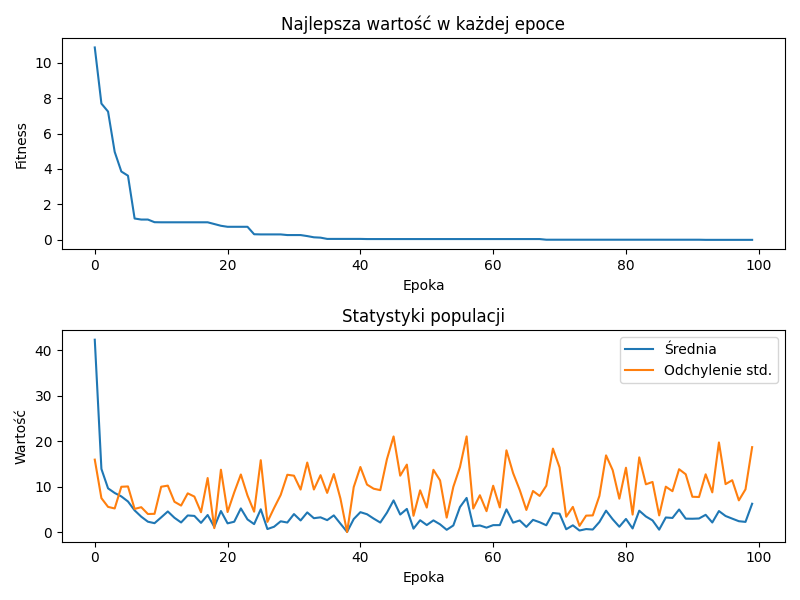 Najlepsza wartość w każdej epoce
10
8
6
4
2
0
Fitness
0 20 40 60 80 100
Epoka
Statystyki populacji
40
30
20
10
0
Wartość
Średnia
Odchylenie std.
0 20 40 60 80 100
Epoka